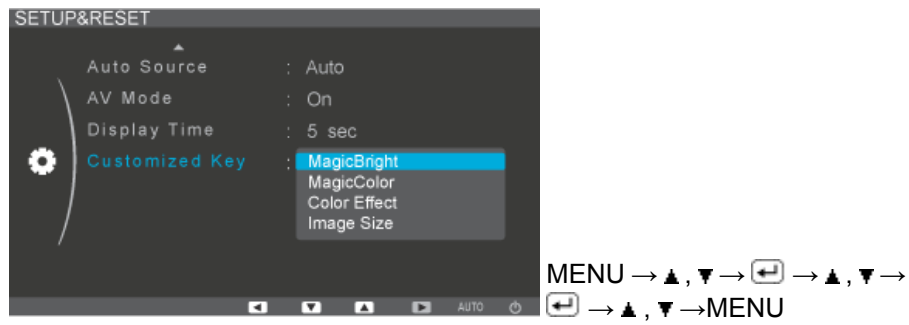 SETUP&RESET
Auto Source : Auto
AV Mode : On
Display Time : 5 sec
Customized Key : MagicBright
MagicColor
Color Effect
Image Size
AUTO
MENU → ▲ , ▼ → ↵ → ▲ , ▼ →
↵ → ▲ , ▼ →MENU